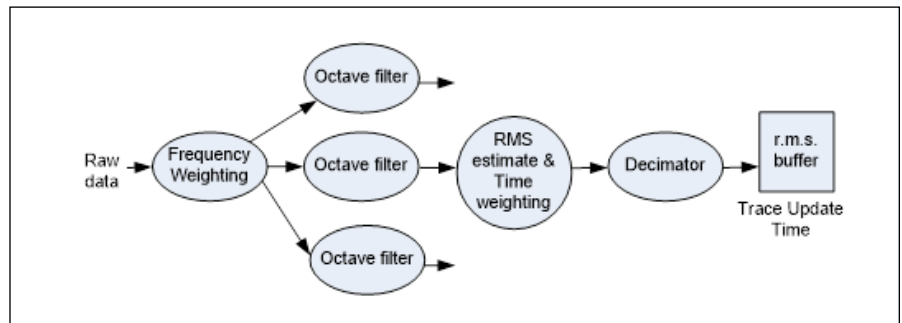 Octave filter
Raw
data
Frequency
Weighting
Octave filter
RMS
estimate &
Time
weighting
Decimator
r.m.s.
buffer
Trace Update
Time
Octave filter